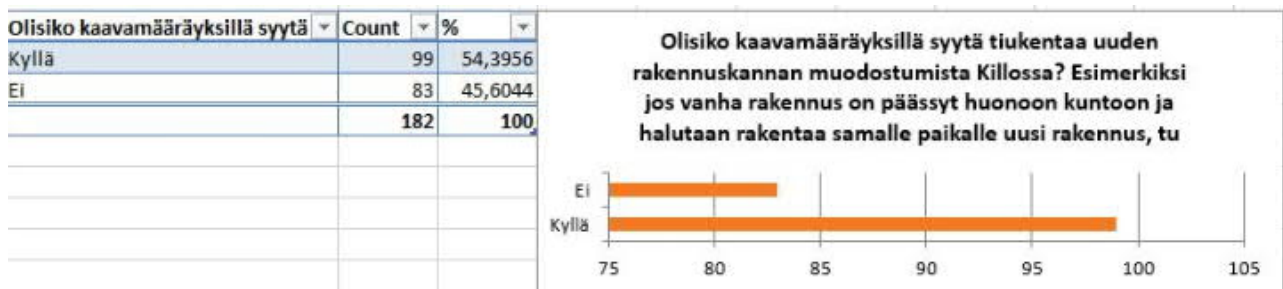 Olisiko kaavamääräyksillä syytä Count %
Kyllä 99 54,3956
Ei 83 45,6044
182 100
Olisiko kaavamääräyksillä syytä tiukentaa uuden
rakennuskannan muodostumista Killossa? Esimerkiksi
jos vanha rakennus on päässyt huonoon kuntoon ja
halutaan rakentaa samalle paikalle uusi rakennus, tu
Ei
Kyllä
75 80 85 90 95 100 105